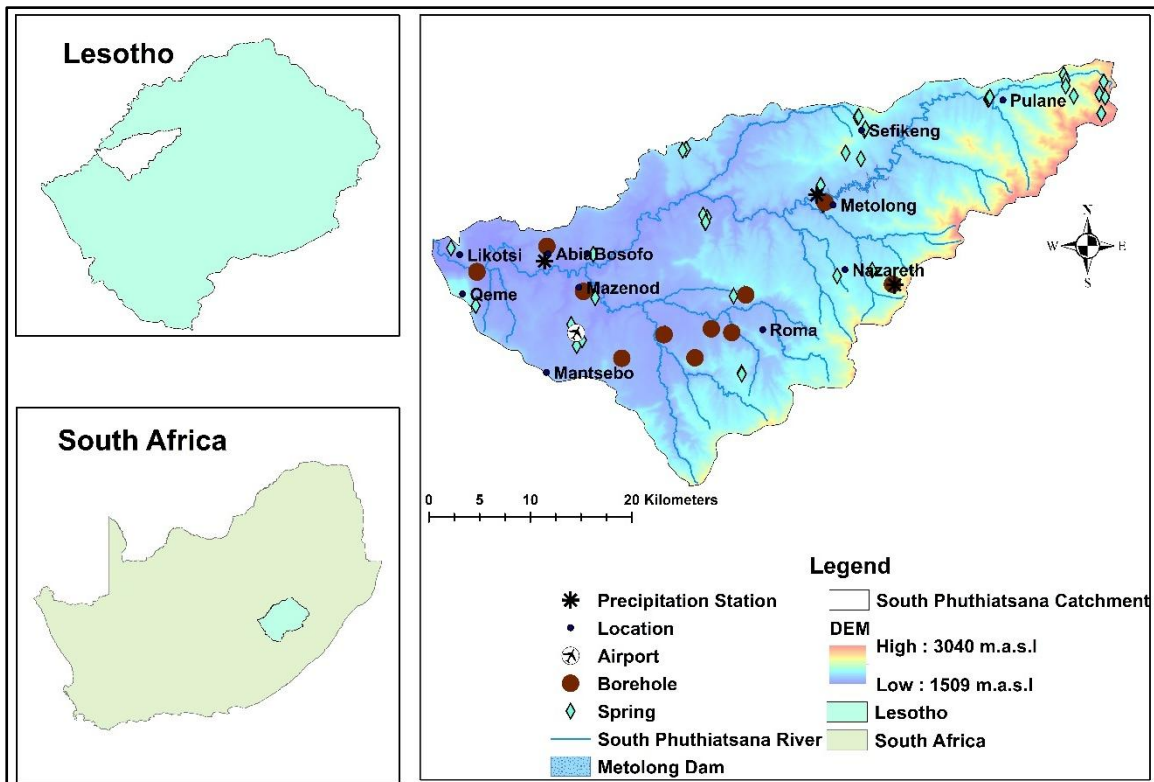 Lesotho
South Africa
Pulane
Sefikeng
Metolong
Likotsi
Abia
Bosofo
Nazareth
Qeme
Mazenod
Roma
Mantsebo
N
W E
S
0 5 10 20 Kilometers
Legend
Precipitation Station
Location
Airport
Borehole
Spring
South Phuthiatsana River
Metolong Dam
South Phuthiatsana Catchment
DEM
High : 3040 m.a.s.l
Low : 1509 m.a.s.l
Lesotho
South Africa